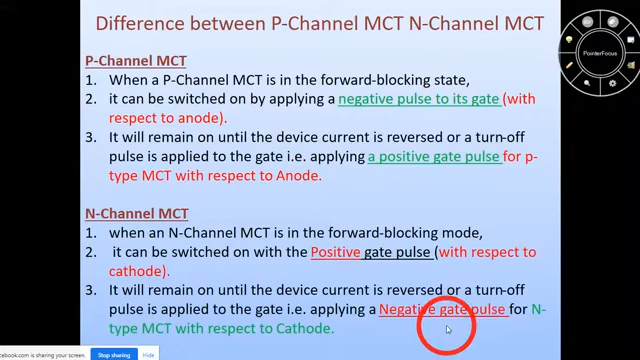 Difference between P-Channel MCT N-Channel MCT
PointerFocus
P-Channel MCT
1. When a P-Channel MCT is in the forward-blocking state,
2. it can be switched on by applying a negative pulse to its gate (with
respect to anode).
3. It will remain on until the device current is reversed or a turn-off
pulse is applied to the gate i.e. applying a positive gate pulse for p-
type MCT with respect to Anode.
N-Channel MCT
1. when an N-Channel MCT is in the forward-blocking mode,
2. it can be switched on with the Positive gate pulse (with respect to
cathode).
3. It will remain on until the device current is reversed or a turn-off
pulse is applied to the gate i.e. applying a Negative gate pulse for N-
type MCT with respect to Cathode.
cebook.com is sharing your screen. Stop sharing Hide